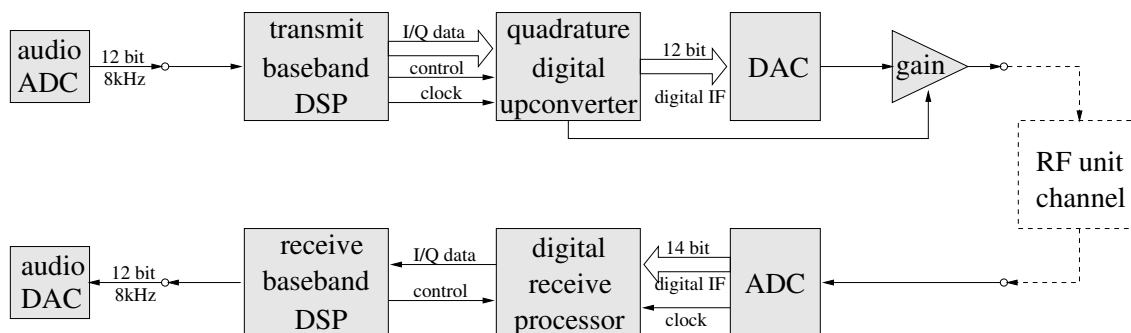 audio
ADC
12 bit
8kHz
transmit
baseband
DSP
I/Q data
control
clock
quadrature
digital
upconverter
12 bit
digital IF
DAC
gain
RF unit
channel
audio
DAC
12 bit
8kHz
receive
baseband
DSP
I/Q data
control
digital
receive
processor
14 bit
digital IF
clock
ADC